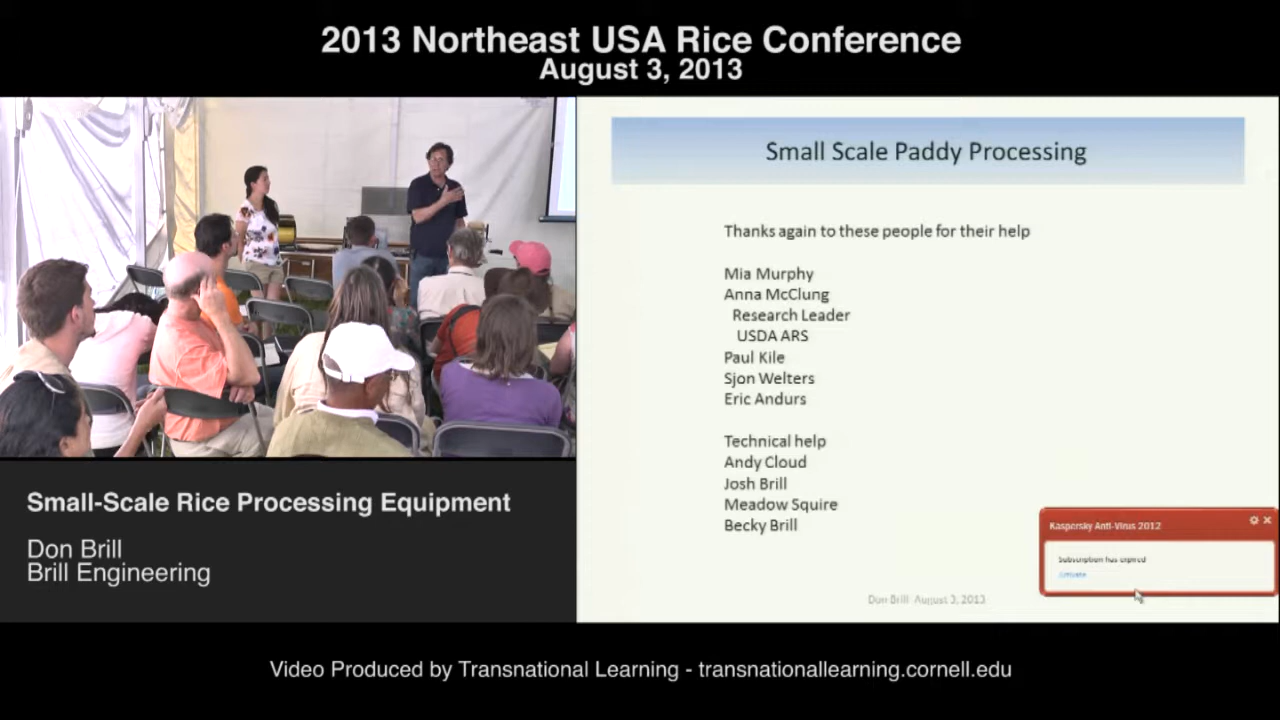 2013 Northeast USA Rice Conference
August 3, 2013
Small Scale Paddy Processing
Thanks again to these people for their help
Mia Murphy
Anna McClung
Research Leader
USDA ARS
Paul Kile
Sjon Welters
Eric Andurs
Technical help
Andy Cloud
Josh Brill
Meadow Squire
Becky Brill
Kaspersky Anti-Virus 2012
Subscription has expired
Activate
Don Brill August 3, 2013
Small-Scale Rice Processing Equipment
Don Brill
Brill Engineering
Video Produced by Transnational Learning - transnationallearning.cornell.edu